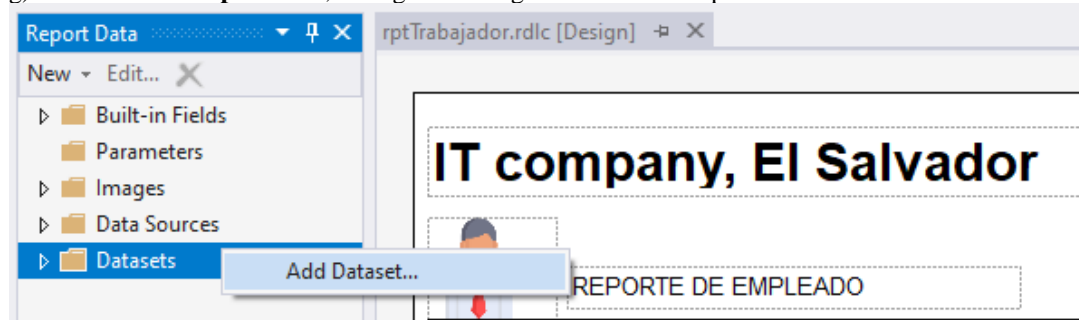 Report Data
rptTrabajador.rdlc [Design]
New Edit...
Built-in Fields
Parameters
Images
Data Sources
Datasets
Add Dataset...
IT company, El Salvador
REPORTE DE EMPLEADO